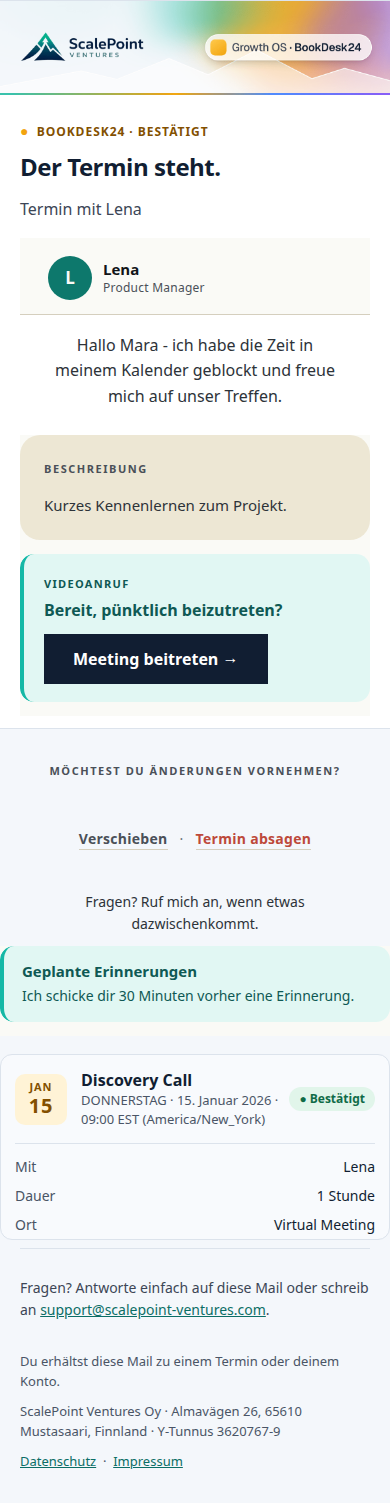 ScalePoint
VENTURES
Growth OS · BookDesk24
BOOKDESK24 · BESTÄTIGT
Der Termin steht.
Termin mit Lena
L
Lena
Product Manager
Hallo Mara - ich habe die Zeit in
meinem Kalender geblockt und freue
mich auf unser Treffen.
BESCHREIBUNG
Kurzes Kennenlernen zum Projekt.
VIDEOANRUF
Bereit, pünktlich beizutreten?
Meeting beitreten →
MÖCHTEST DU ÄNDERUNGEN VORNEHMEN?
Verschieben · Termin absagen
Fragen? Ruf mich an, wenn etwas
dazwischenkommt.
Geplante Erinnerungen
Ich schicke dir 30 Minuten vorher eine Erinnerung.
JAN
15
Discovery Call
DONNERSTAG · 15. Januar 2026 ·
09:00 EST (America/New_York)
● Bestätigt
Mit Lena
Dauer 1 Stunde
Ort Virtual Meeting
Fragen? Antworte einfach auf diese Mail oder schreib
an support@scalepoint-ventures.com.
Du erhältst diese Mail zu einem Termin oder deinem
Konto.
ScalePoint Ventures Oy · Almavägen 26, 65610
Mustasaari, Finnland · Y-Tunnus 3620767-9
Datenschutz · Impressum